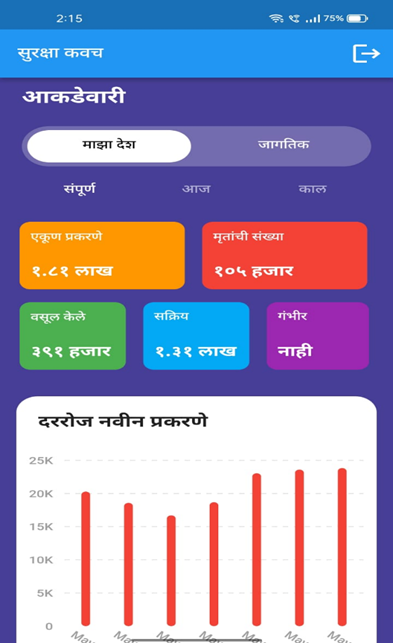 2:15 75%
सुरक्षा कवच
आकडेवारी
माझा देश जागतिक
संपूर्ण आज काल
एकूण प्रकरणे मृतांची संख्या
१.८१ लाख १०५ हजार
वसूल केले सक्रिय गंभीर
३९१ हजार १.३१ लाख नाही
दररोज नवीन प्रकरणे
25K
20K
15K
10K
5K
0